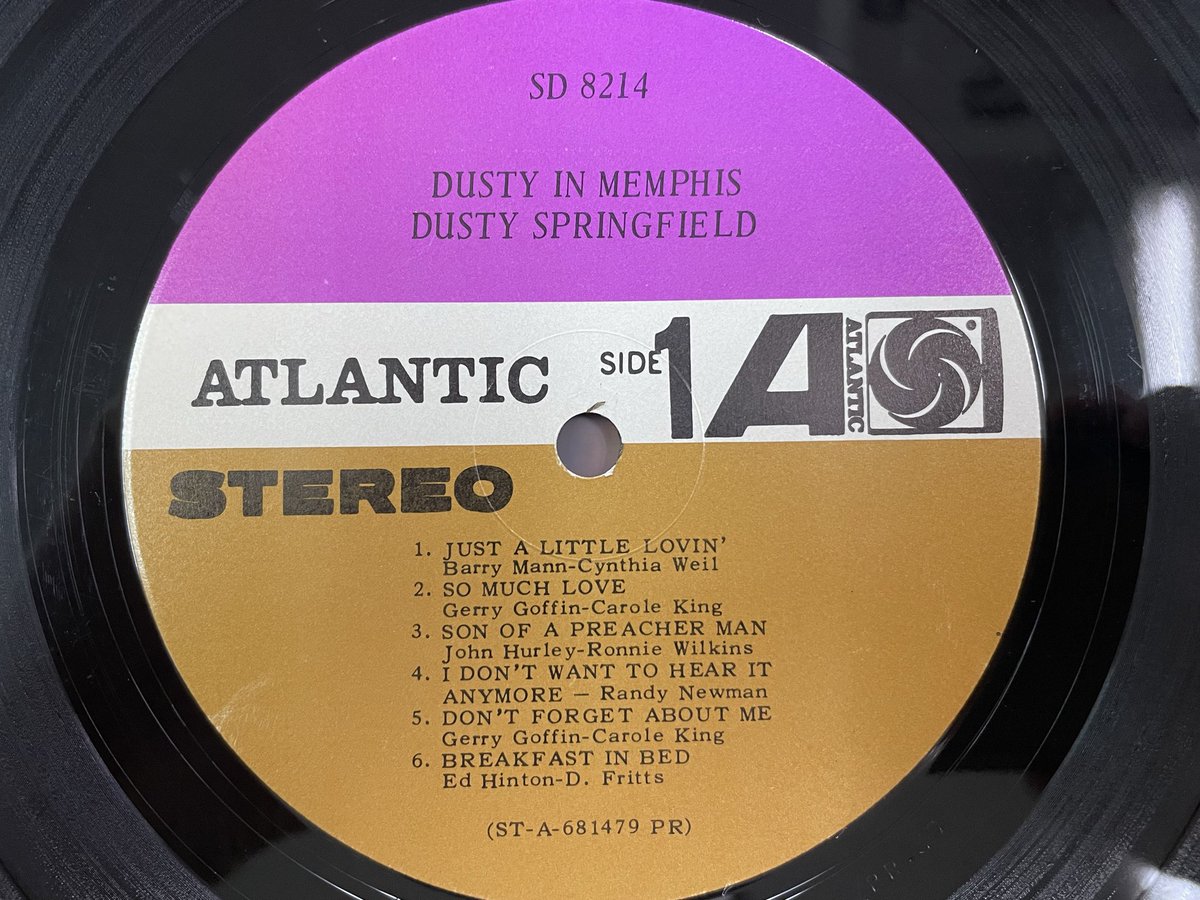 SD 8214
DUSTY IN MEMPHIS
DUSTY SPRINGFIELD
ATLANTIC SIDE 1 A ATLANTIC
STEREO
1. JUST A LITTLE LOVIN'
Barry Mann-Cynthia Weil
2. SO MUCH LOVE
Gerry Goffin-Carole King
3. SON OF A PREACHER MAN
John Hurley-Ronnie Wilkins
4. I DON'T WANT TO HEAR IT
ANYMORE — Randy Newman
5. DON'T FORGET ABOUT ME
Gerry Goffin-Carole King
6. BREAKFAST IN BED
Ed Hinton-D. Fritts
(ST-A-681479 PR)